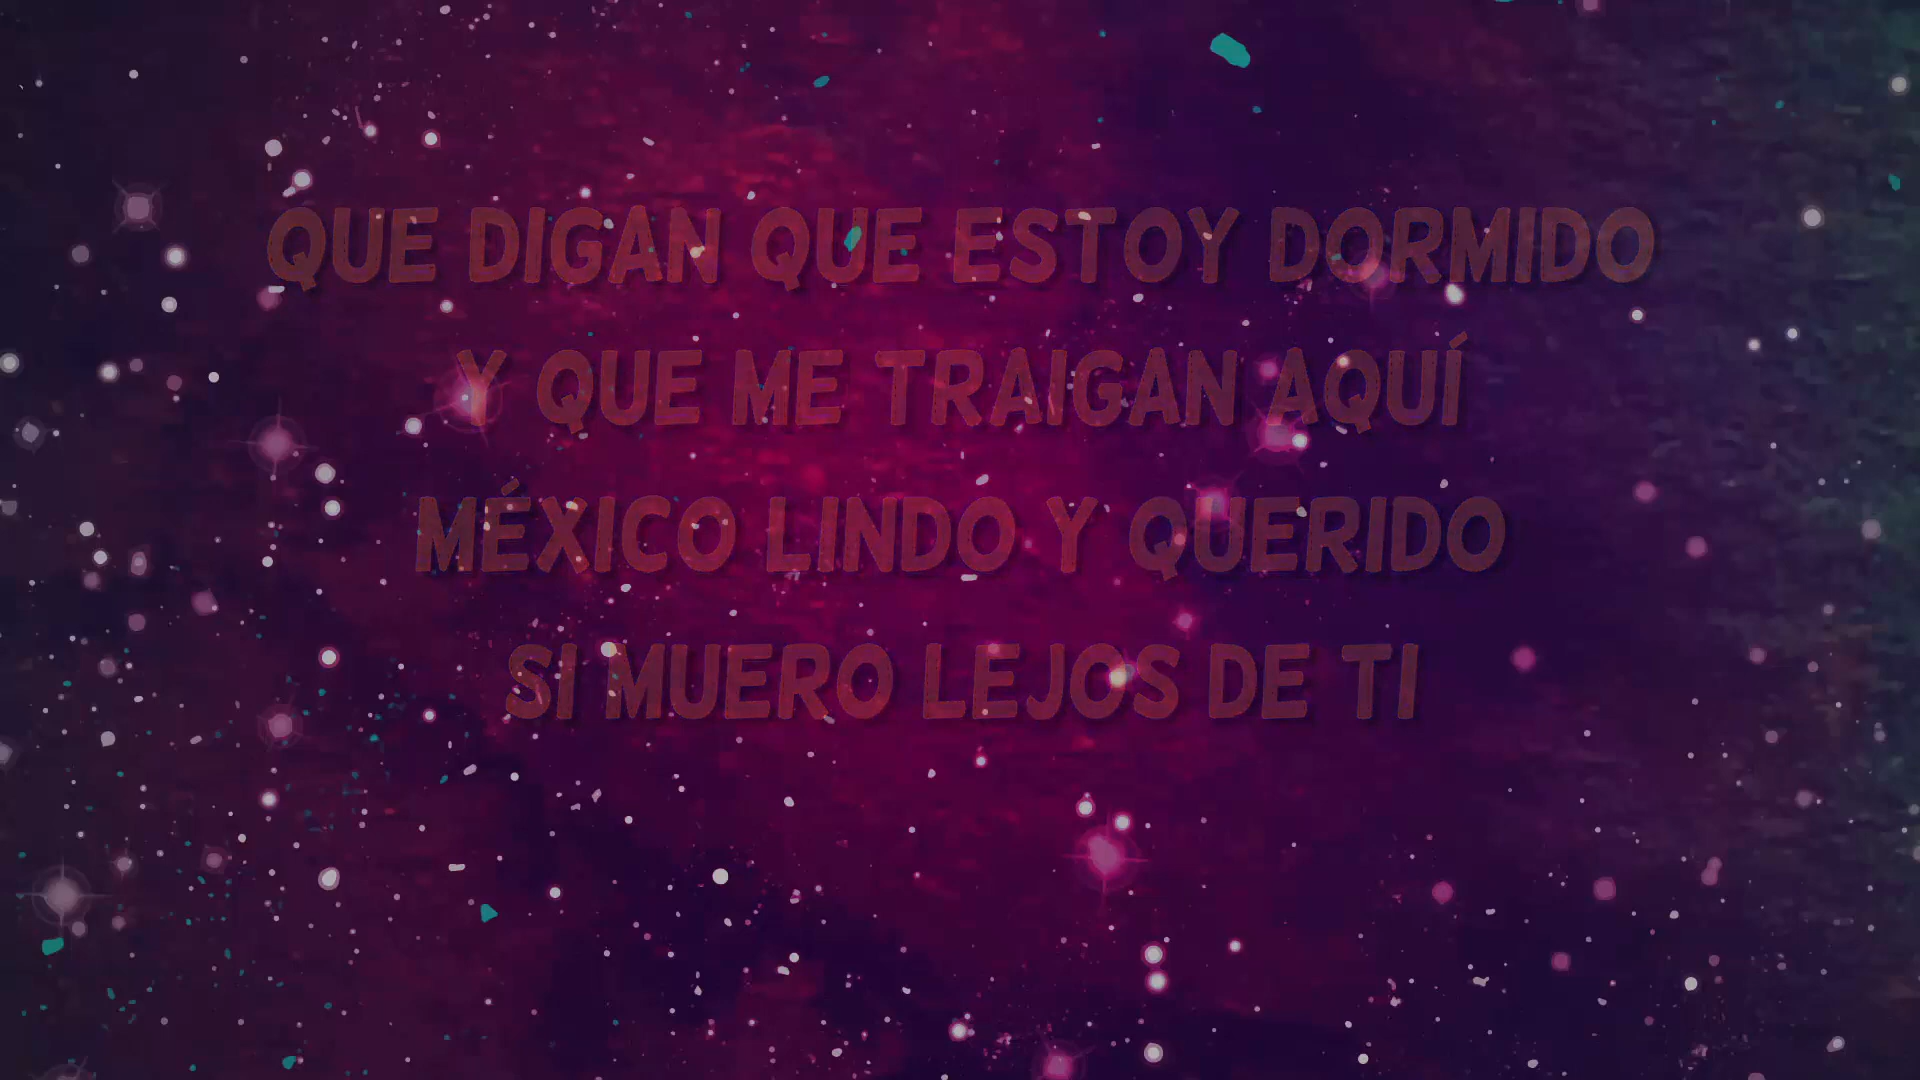 QUE DIGAN QUE ESTOY DORMIDO
Y QUE ME TRAIGAN AQUÍ
MÉXICO LINDO Y QUERIDO
SI MUERO LEJOS DE TI